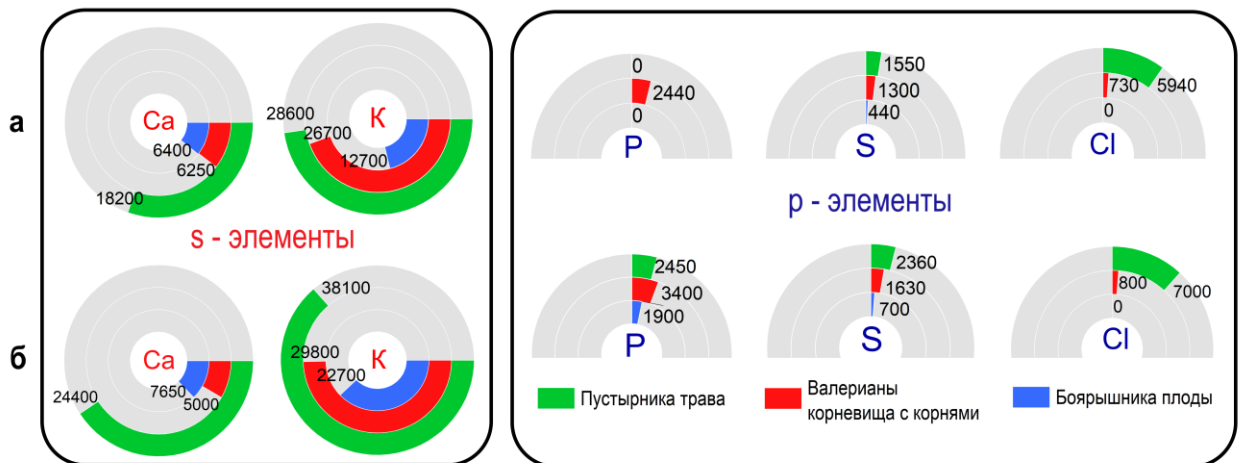 а
Ca
6400
6250
18200
К
28600
26700
12700
P
0
2440
0
S
1550
1300
440
Cl
730
5940
0
s - элементы
р - элементы
б
Ca
24400
7650
5000
К
38100
29800
22700
P
2450
3400
1900
S
2360
1630
700
Cl
800
7000
0
Пустырника трава
Валерианы
корневища с корнями
Боярышника плоды